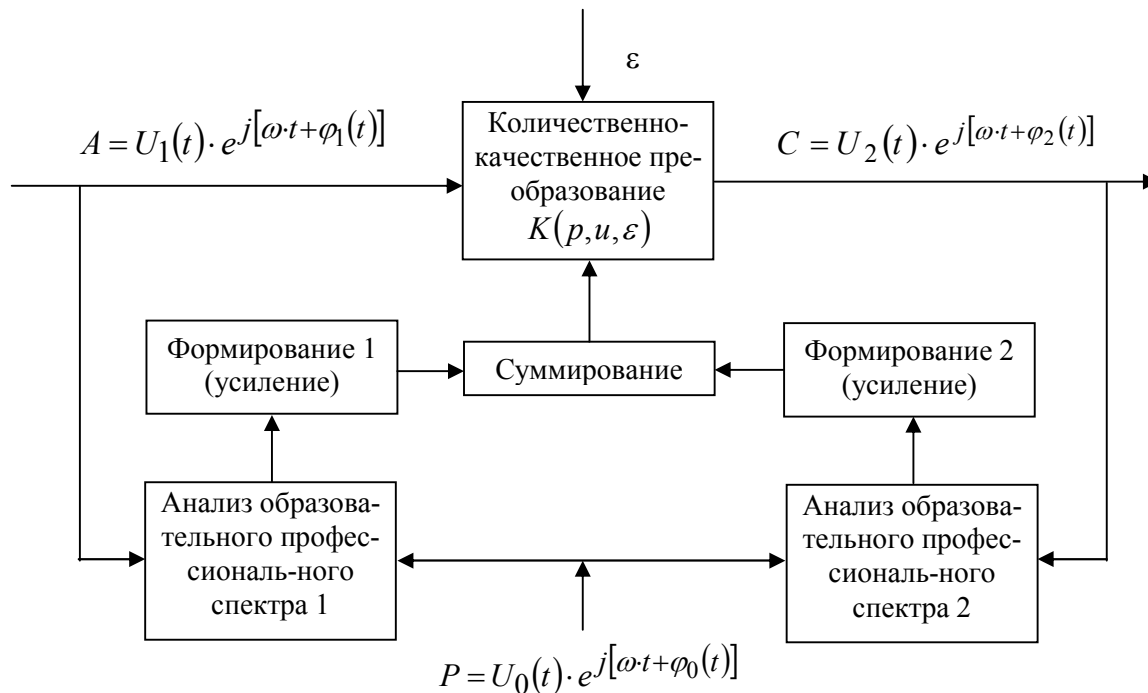 ε
A = U₁(t) · e^{j[ω·t+φ₁(t)]}
Количественно-
качественное пре-
образование
K(p,u,ε)
C = U₂(t) · e^{j[ω·t+φ₂(t)]}
Формирование 1
(усиление)
Суммирование
Формирование 2
(усиление)
Анализ образова-
тельного профес-
сиональ-ного
спектра 1
Анализ образова-
тельного профес-
сиональ-ного
спектра 2
P = U₀(t) · e^{j[ω·t+φ₀(t)]}